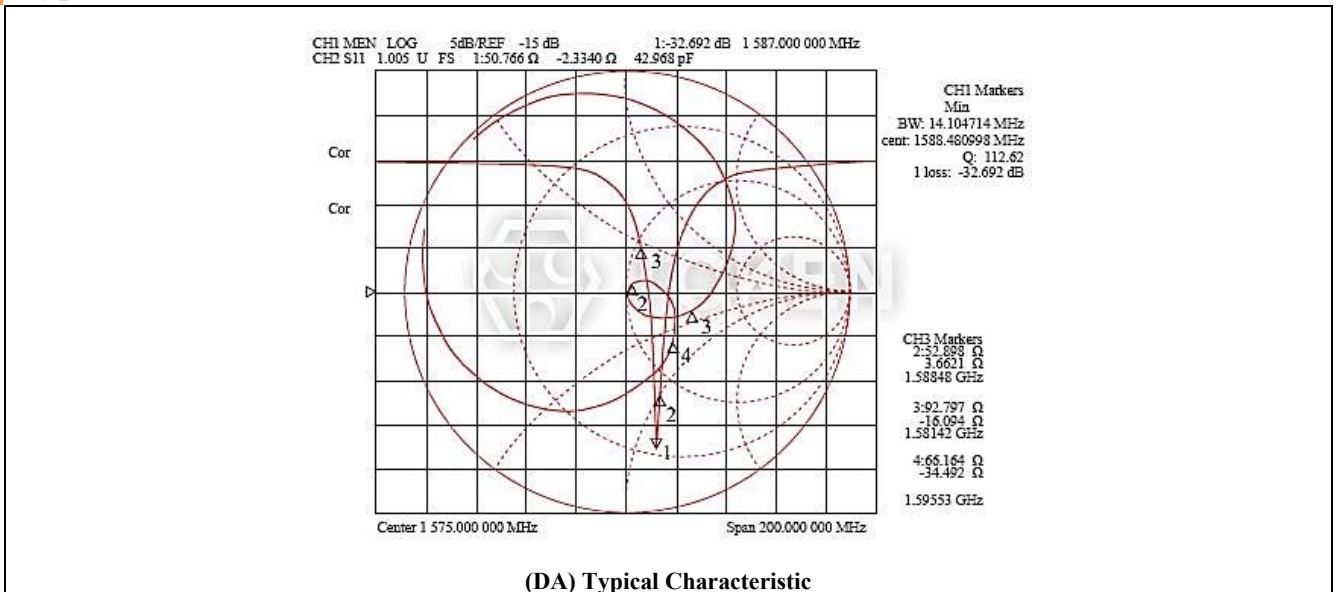 CH1 MEN LOG 5dB/REF -15 dB 1:-32.692 dB 1 587.000 000 MHz
CH2 S11 1.005 U FS 1:50.766 Ω -2.3340 Ω 42.968 pF
CH1 Markers
Min
BW: 14.104714 MHz
cent: 1588.480998 MHz
Q: 112.62
1 loss: -32.692 dB
Cor
Cor
3
2
3
4
2
1
CH3 Markers
2:52.898 Ω
3.6621 Ω
1.58848 GHz
3:92.797 Ω
-16.094 Ω
1.58142 GHz
4:66.164 Ω
-34.492 Ω
1.59553 GHz
Center 1 575.000 000 MHz Span 200.000 000 MHz
(DA) Typical Characteristic